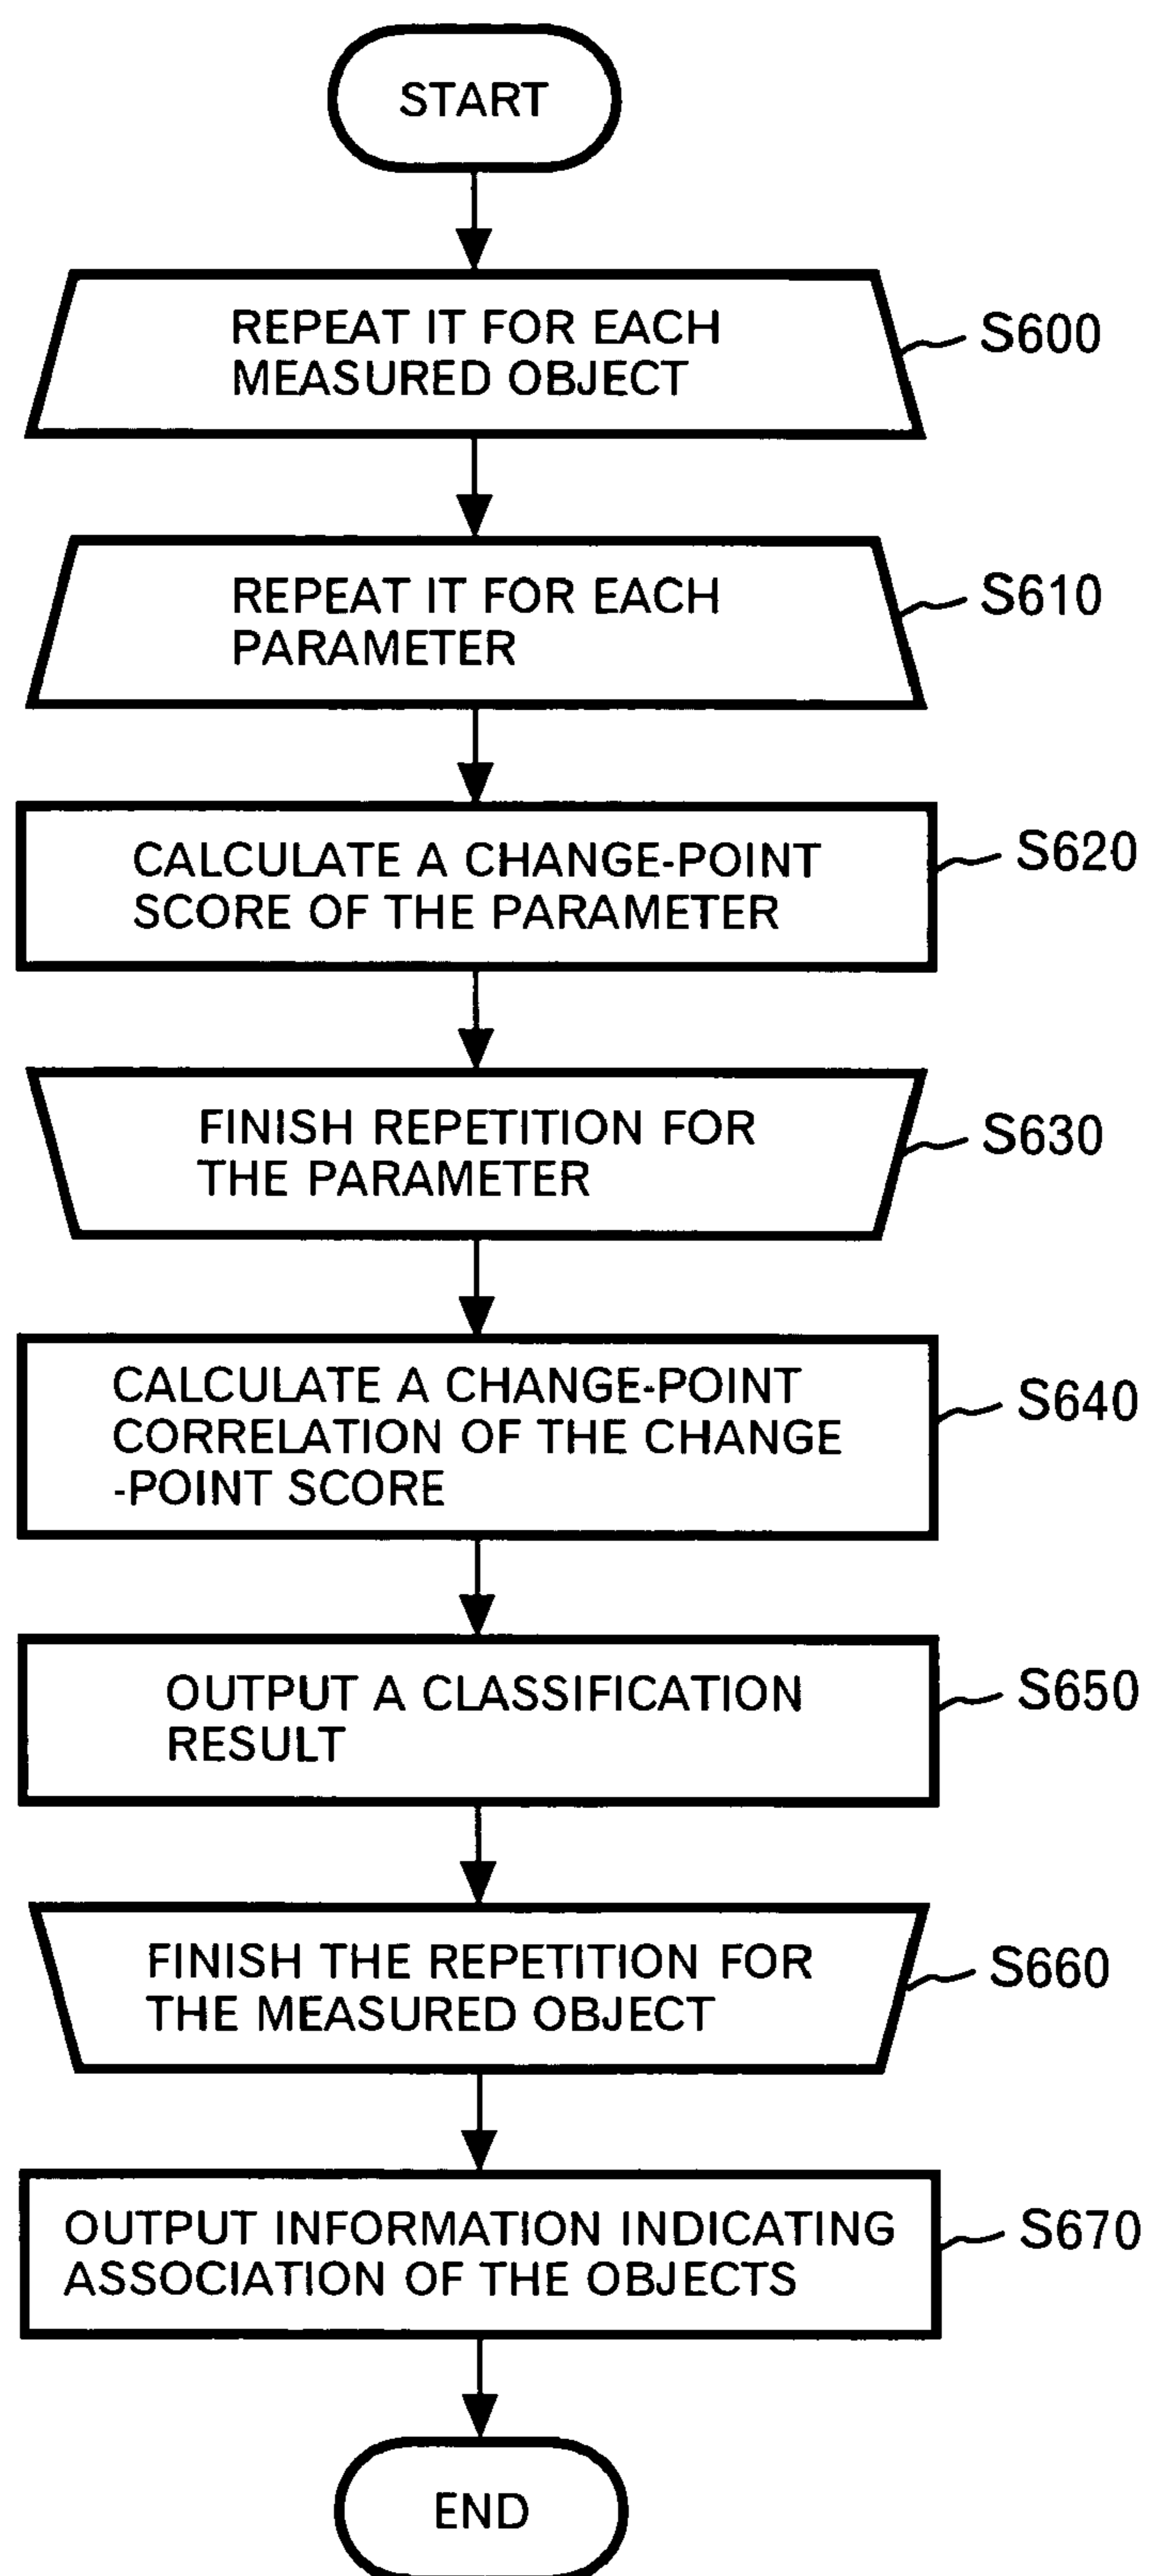 START
REPEAT IT FOR EACH
MEASURED OBJECT
S600
REPEAT IT FOR EACH
PARAMETER
S610
CALCULATE A CHANGE-POINT
SCORE OF THE PARAMETER
S620
FINISH REPETITION FOR
THE PARAMETER
S630
CALCULATE A CHANGE-POINT
CORRELATION OF THE CHANGE
-POINT SCORE
S640
OUTPUT A CLASSIFICATION
RESULT
S650
FINISH THE REPETITION FOR
THE MEASURED OBJECT
S660
OUTPUT INFORMATION INDICATING
ASSOCIATION OF THE OBJECTS
S670
END